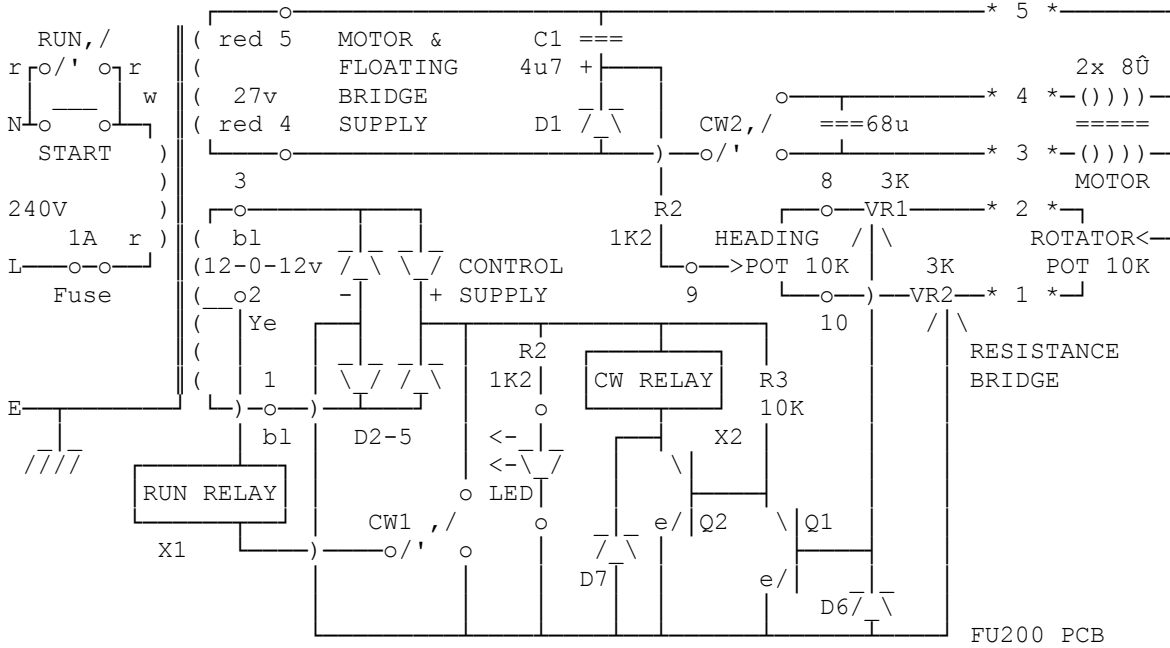 * 5 *
RUN,/ ( red 5 MOTOR & C1 ===
r o/' o r ( FLOATING 4u7 + 2x 8Û
___ w ( 27v BRIDGE o * 4 * ())))
N o o ( red 4 SUPPLY D1 /_\ CW2,/ ===68u =====
START ) o ) o/' o * 3 * ())))
) 3 8 3K MOTOR
240V ) o R2 o VR1 * 2 *
1A r ) ( bl 1K2 HEADING / \ ROTATOR<
L o o (12-0-12v /_\ \_/ CONTROL o >POT 10K 3K POT 10K
Fuse o2 - + SUPPLY 9 o ) VR2 * 1 *
( Ye 10 / \
( R2 RESISTANCE
( 1 \_/ /_\ 1K2 CW RELAY R3 BRIDGE
E ) o ) o 10K
//// bl D2-5 <- X2
<-\_/ \
RUN RELAY o LED
CW1 ,/ o e/ Q2 \ Q1
X1 ) o/' o /_\
D7 e/
D6/_\
FU200 PCB